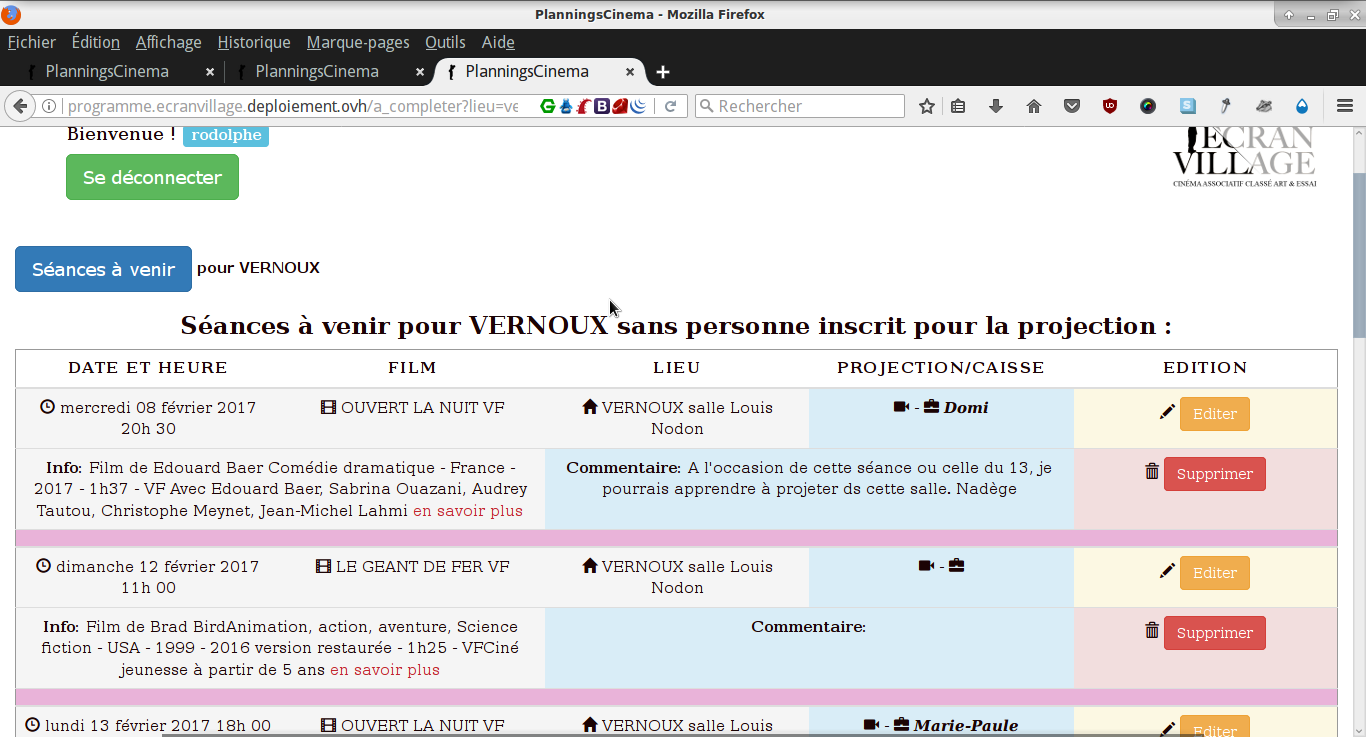 PlanningsCinema - Mozilla Firefox
Fichier Édition Affichage Historique Marque-pages Outils Aide
PlanningsCinema PlanningsCinema PlanningsCinema
programme.ecranvillage.deploiement.ovh/a_completer?lieu=ve
Rechercher
Bienvenue ! rodolphe
Se déconnecter
ECRAN
VILLAGE
CINÉMA ASSOCIATIF CLASSÉ ART & ESSAI
Séances à venir pour VERNOUX
Séances à venir pour VERNOUX sans personne inscrit pour la projection :
DATE ET HEURE FILM LIEU PROJECTION/CAISSE EDITION
mercredi 08 février 2017 OUVERT LA NUIT VF VERNOUX salle Louis - Domi Editer
20h 30 Nodon
Info: Film de Edouard Baer Comédie dramatique - France - Commentaire: A l'occasion de cette séance ou celle du 13, je Supprimer
2017 - 1h37 - VF Avec Edouard Baer, Sabrina Ouazani, Audrey pourrais apprendre à projeter ds cette salle. Nadège
Tautou, Christophe Meynet, Jean-Michel Lahmi en savoir plus
dimanche 12 février 2017 LE GEANT DE FER VF VERNOUX salle Louis - Editer
11h 00 Nodon
Info: Film de Brad BirdAnimation, action, aventure, Science Commentaire: Supprimer
fiction - USA - 1999 - 2016 version restaurée - 1h25 - VFCiné
jeunesse à partir de 5 ans en savoir plus
lundi 13 février 2017 18h 00 OUVERT LA NUIT VF VERNOUX salle Louis - Marie-Paule Editer